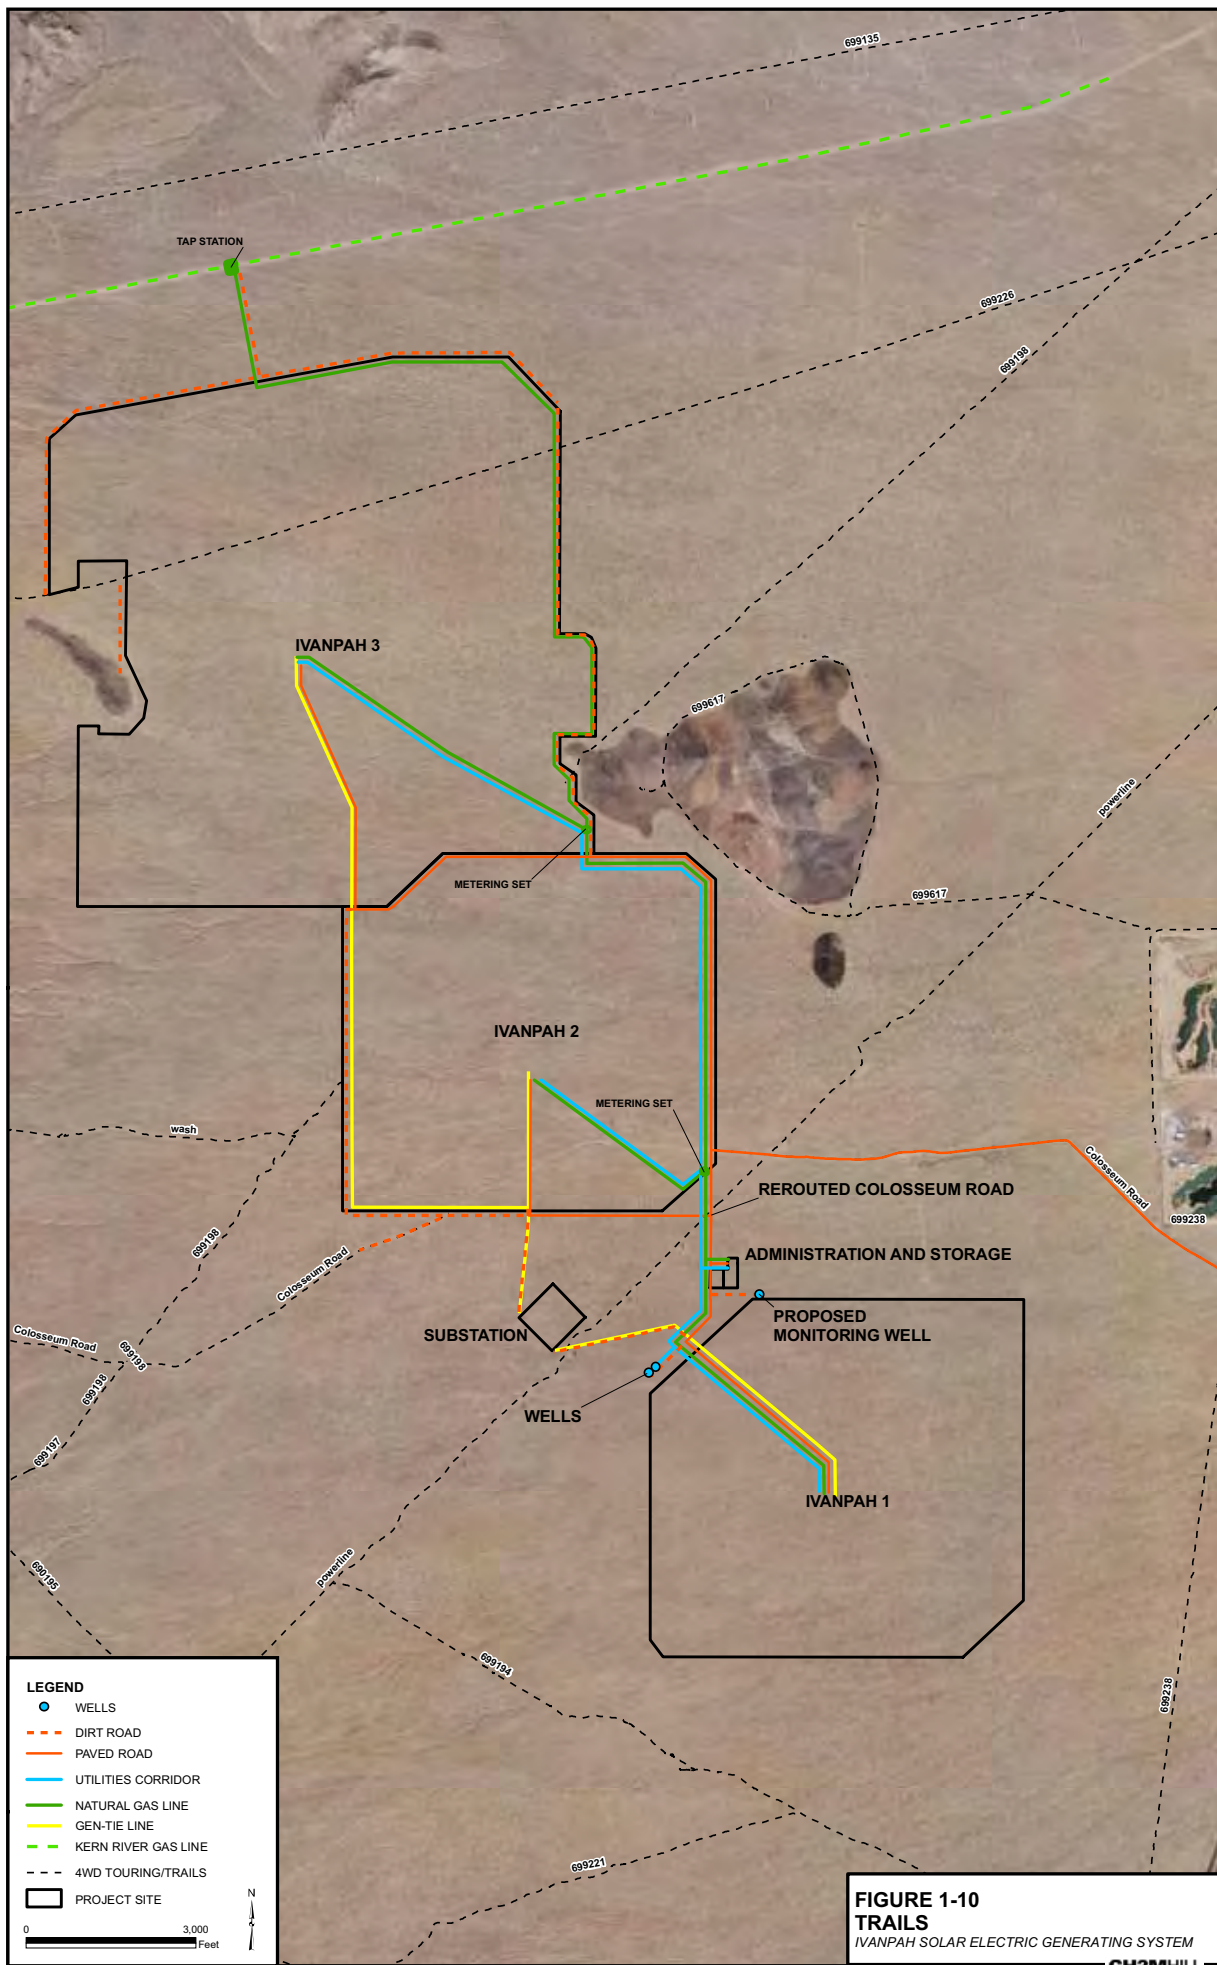 699135
TAP STATION
699226
699198
IVANPAH 3
699617
powerline
METERING SET
699617
IVANPAH 2
METERING SET
wash
Colosseum Road
REROUTED COLOSSEUM ROAD
699238
699198
ADMINISTRATION AND STORAGE
Colosseum Road
PROPOSED
MONITORING WELL
SUBSTATION
Colosseum Road
699198
699198
WELLS
699197
IVANPAH 1
690195
powerline
699194
699238
699221
LEGEND
WELLS
DIRT ROAD
PAVED ROAD
UTILITIES CORRIDOR
NATURAL GAS LINE
GEN-TIE LINE
KERN RIVER GAS LINE
4WD TOURING/TRAILS
PROJECT SITE
N
0 3,000
Feet
FIGURE 1-10
TRAILS
IVANPAH SOLAR ELECTRIC GENERATING SYSTEM
CH2MHILL